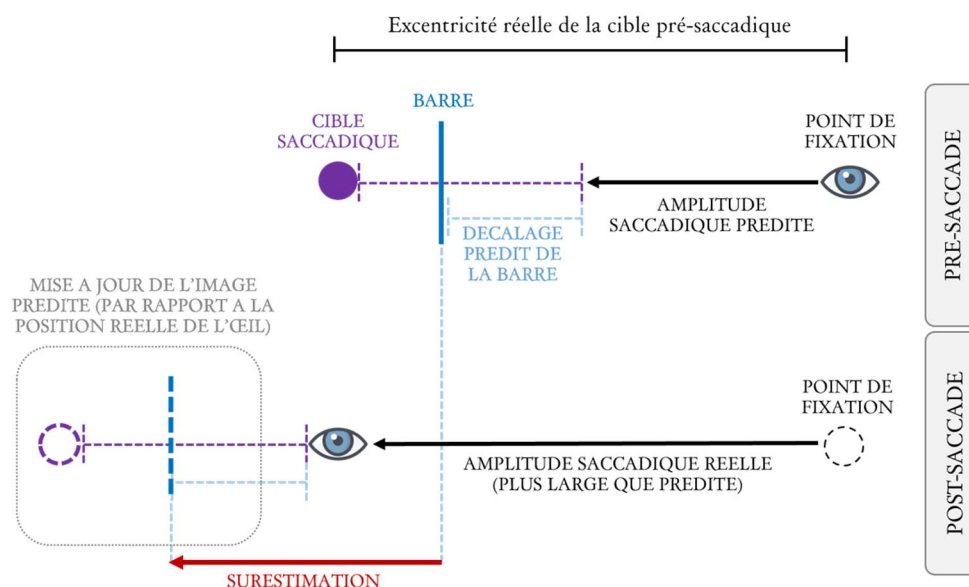 Excentricité réelle de la cible pré-saccadique
BARRE
CIBLE
SACCADIQUE
POINT DE
FIXATION
AMPLITUDE
SACCADIQUE PREDITE
DECALAGE
PREDIT DE
LA BARRE
PRE-SACCADE
MISE A JOUR DE L'IMAGE
PREDITE (PAR RAPPORT A LA
POSITION REELLE DE L'ŒIL)
POINT DE
FIXATION
AMPLITUDE SACCADIQUE REELLE
(PLUS LARGE QUE PREDITE)
POST-SACCADE
SURESTIMATION